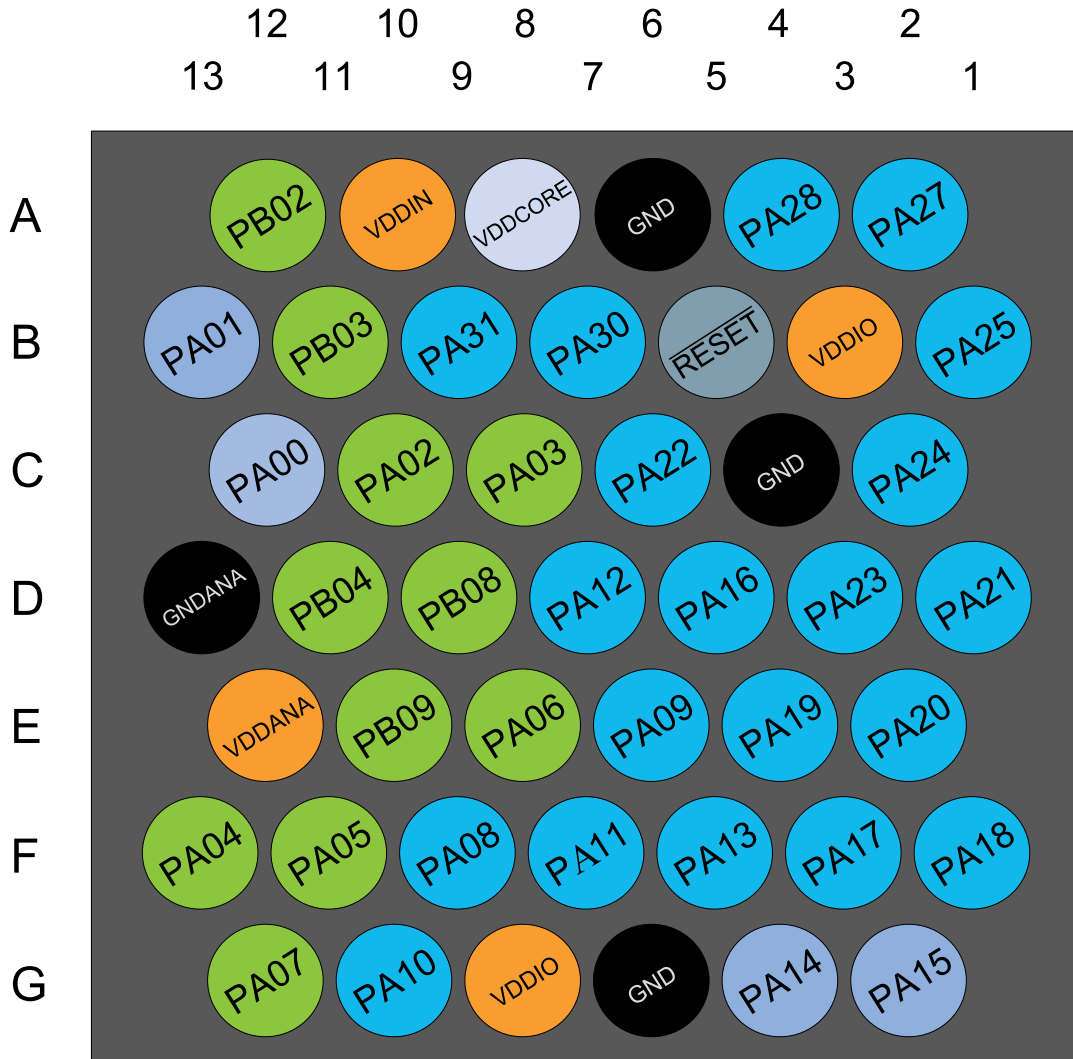 12 10 8 6 4 2
13 11 9 7 5 3 1
A PB02 VDDIN VDDCORE GND PA28 PA27
B PA01 PB03 PA31 PA30 RESET VDDIO PA25
C PA00 PA02 PA03 PA22 GND PA24
D GNDANA PB04 PB08 PA12 PA16 PA23 PA21
E VDDANA PB09 PA06 PA09 PA19 PA20
F PA04 PA05 PA08 PA11 PA13 PA17 PA18
G PA07 PA10 VDDIO GND PA14 PA15